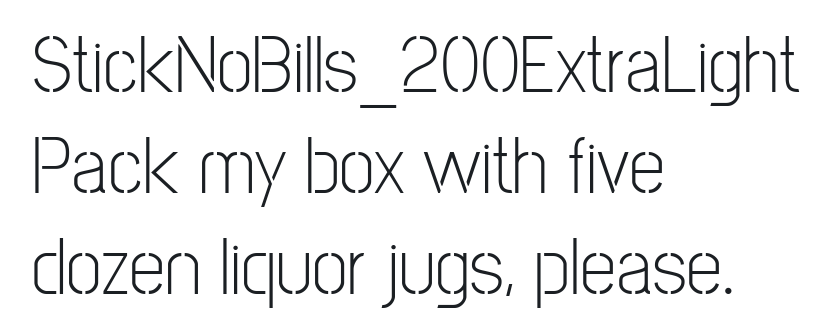 StickNoBills_200ExtraLight
Pack my box with five
dozen liquor jugs, please.